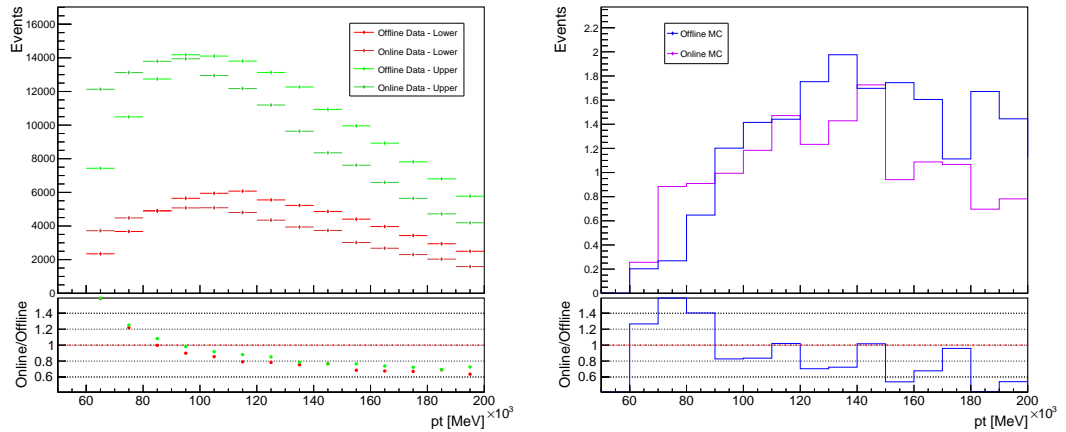 Events
16000
14000
12000
10000
8000
6000
4000
2000
0
Offline Data - Lower
Online Data - Lower
Offline Data - Upper
Online Data - Upper
Online/Offline
1.4
1.2
1
0.8
0.6
60 80 100 120 140 160 180 200
×10³
pt [MeV]
Events
2.2
2
1.8
1.6
1.4
1.2
1
0.8
0.6
0.4
0.2
0
Offline MC
Online MC
Online/Offline
1.4
1.2
1
0.8
0.6
60 80 100 120 140 160 180 200
×10³
pt [MeV]